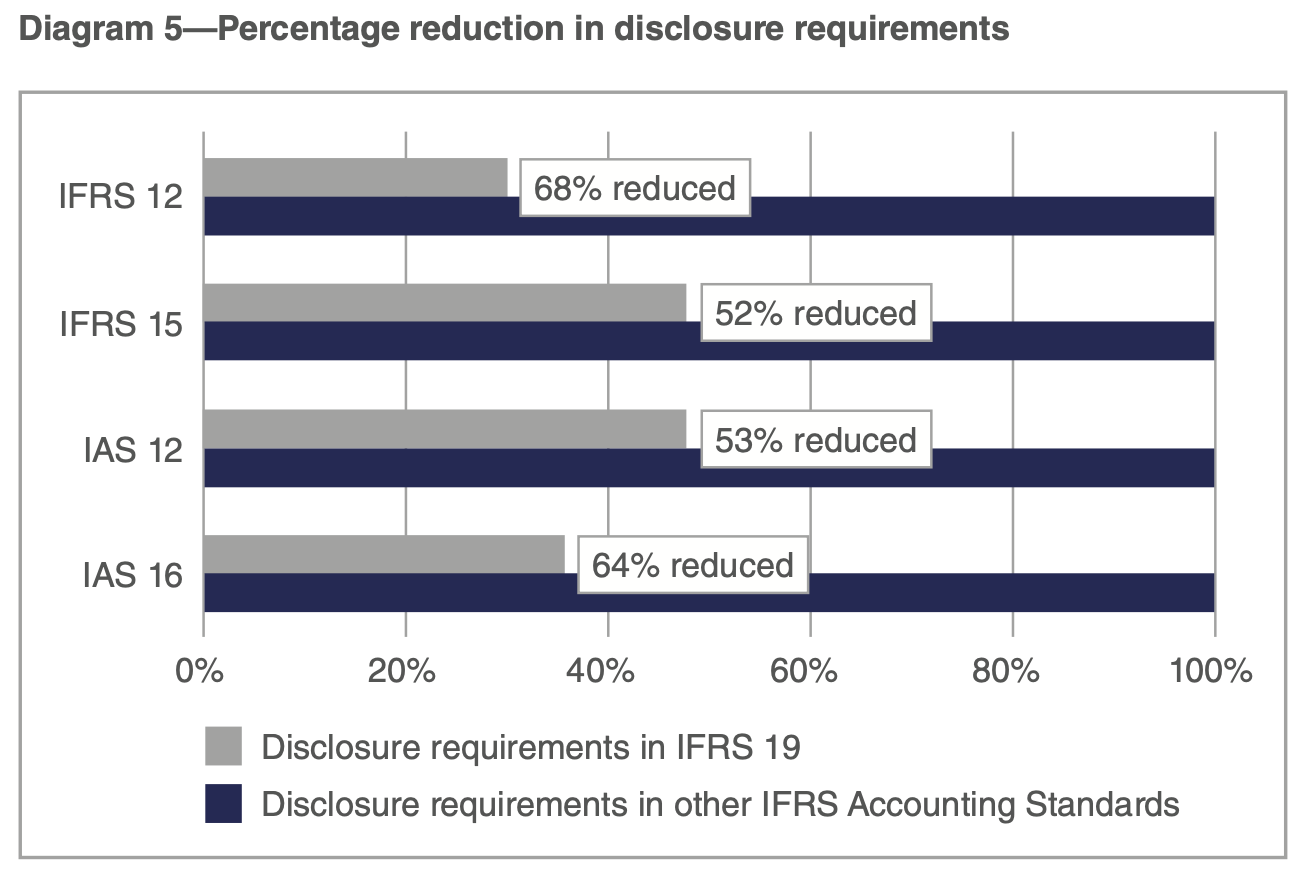 Diagram 5—Percentage reduction in disclosure requirements
IFRS 12
68% reduced
IFRS 15
52% reduced
IAS 12
53% reduced
IAS 16
64% reduced
0% 20% 40% 60% 80% 100%
Disclosure requirements in IFRS 19
Disclosure requirements in other IFRS Accounting Standards